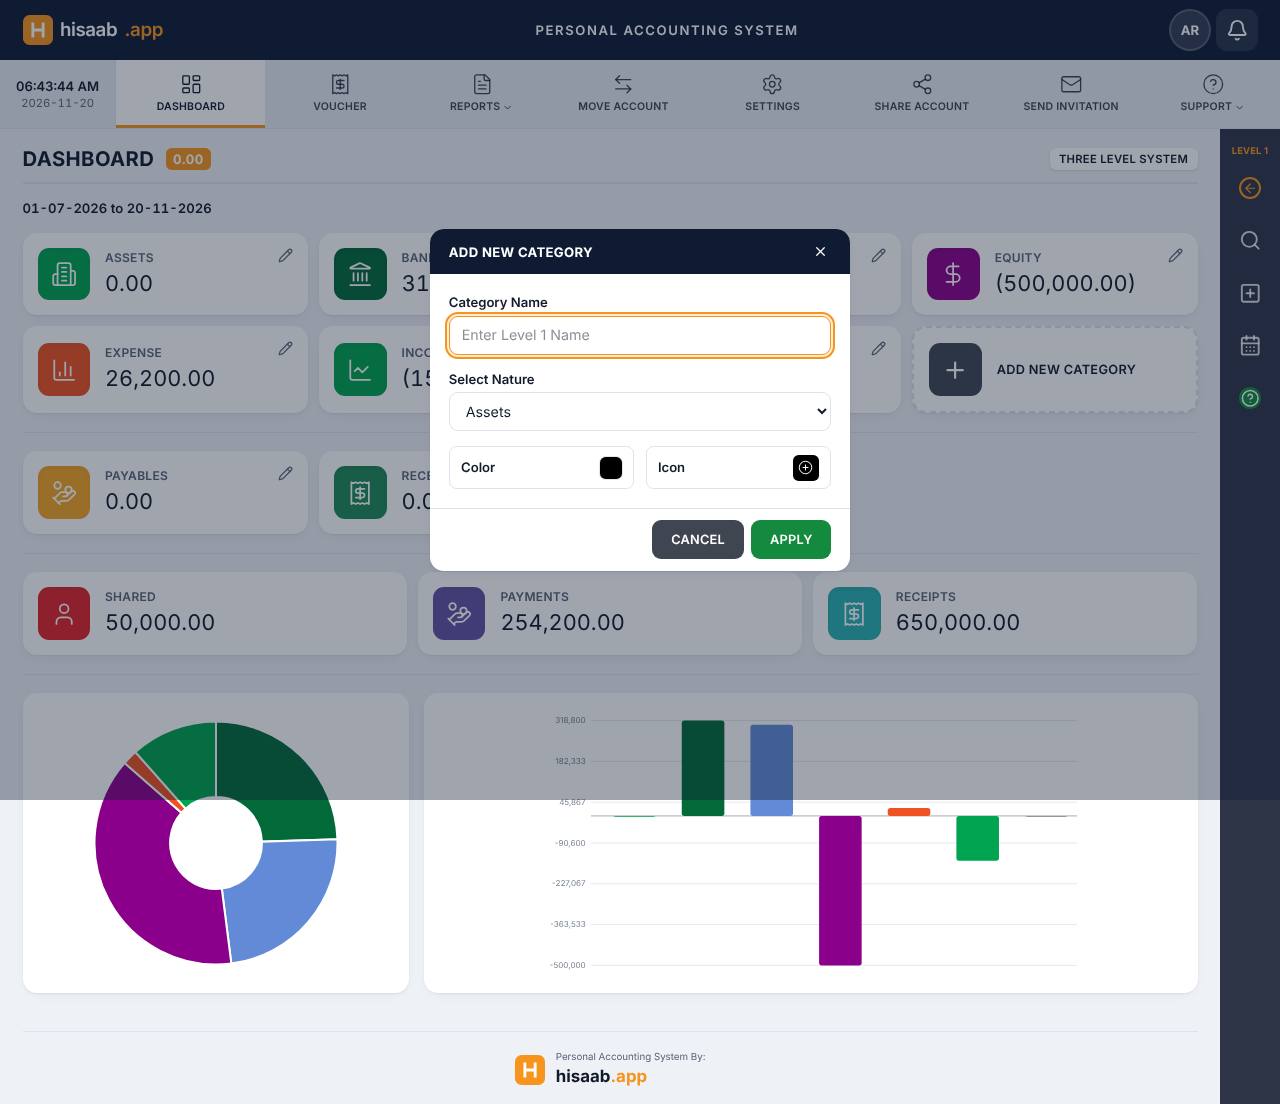 hisaab .app
PERSONAL ACCOUNTING SYSTEM
AR
06:43:44 AM
2026-11-20
DASHBOARD
VOUCHER
REPORTS
MOVE ACCOUNT
SETTINGS
SHARE ACCOUNT
SEND INVITATION
SUPPORT
DASHBOARD 0.00
THREE LEVEL SYSTEM
LEVEL 1
01-07-2026 to 20-11-2026
ASSETS
0.00
31
EQUITY
(500,000.00)
EXPENSE
26,200.00
(15
ADD NEW CATEGORY
PAYABLES
0.00
0.0
ADD NEW CATEGORY
Category Name
Enter Level 1 Name
Select Nature
Assets
Color
Icon
CANCEL
APPLY
SHARED
50,000.00
PAYMENTS
254,200.00
RECEIPTS
650,000.00
318,800
182,333
45,867
-90,600
-227,067
-363,533
-500,000
Personal Accounting System By:
hisaab.app